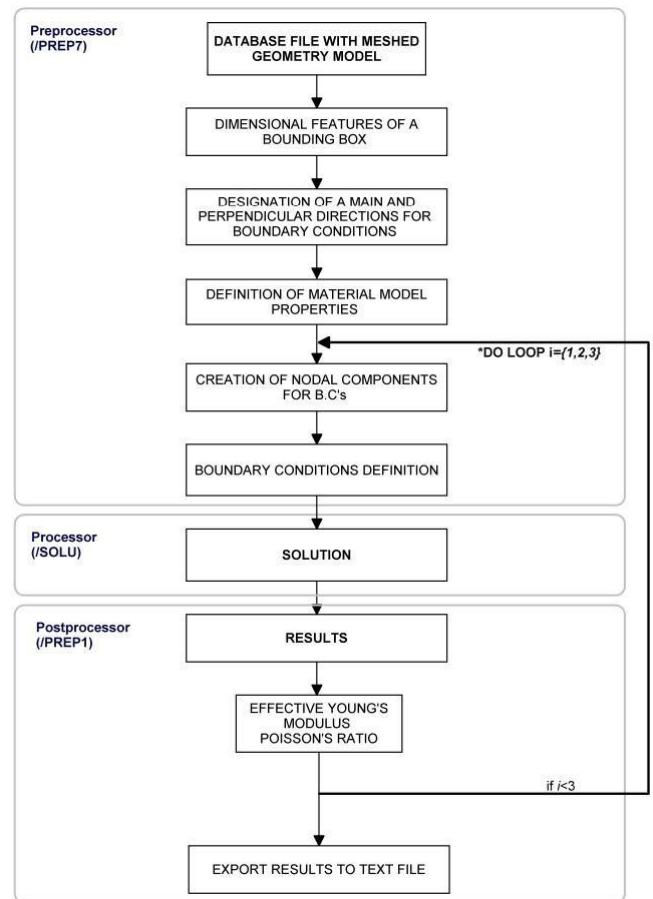 Preprocessor
(/PREP7)
DATABASE FILE WITH MESHED
GEOMETRY MODEL
DIMENSIONAL FEATURES OF A
BOUNDING BOX
DESIGNATION OF A MAIN AND
PERPENDICULAR DIRECTIONS FOR
BOUNDARY CONDITIONS
DEFINITION OF MATERIAL MODEL
PROPERTIES
*DO LOOP i={1,2,3}
CREATION OF NODAL COMPONENTS
FOR B.C's
BOUNDARY CONDITIONS DEFINITION
Processor
(/SOLU)
SOLUTION
Postprocessor
(/PREP1)
RESULTS
EFFECTIVE YOUNG'S
MODULUS
POISSON'S RATIO
if i<3
EXPORT RESULTS TO TEXT FILE